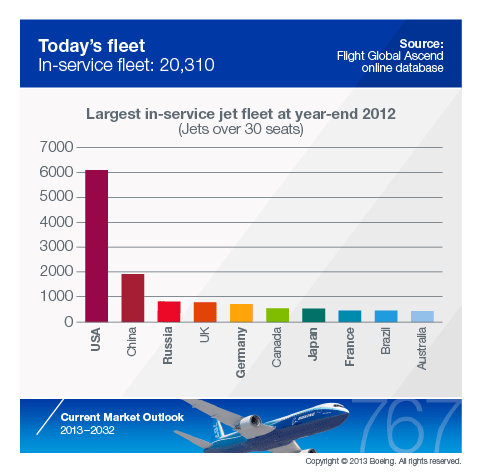 Today's fleet
In-service fleet: 20,310
Source:
Flight Global Ascend
online database
Largest in-service jet fleet at year-end 2012
(Jets over 30 seats)
7000
6000
5000
4000
3000
2000
1000
0
USA
China
Russia
UK
Germany
Canada
Japan
France
Brazil
Australia
Current Market Outlook
2013–2032
BOEING
767
Copyright © 2013 Boeing. All rights reserved.